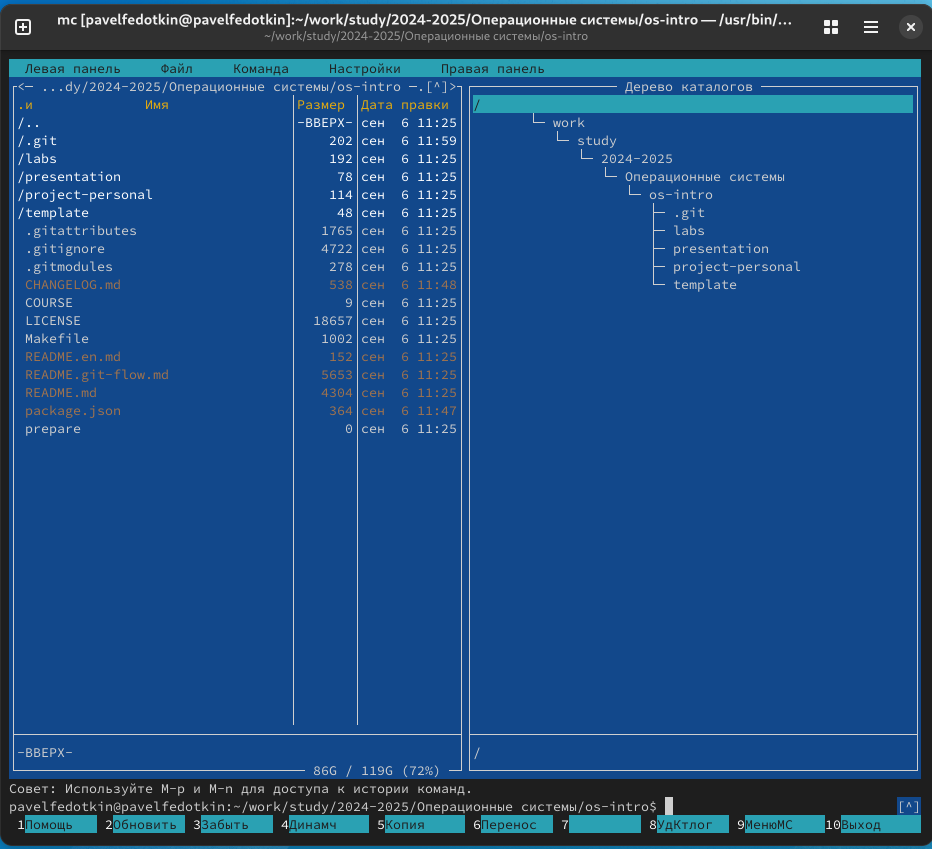 mc [pavelfedotkin@pavelfedotkin]:~/work/study/2024-2025/Операционные системы/os-intro — /usr/bin/…
~/work/study/2024-2025/Операционные системы/os-intro
Левая панель Файл Команда Настройки Правая панель
<— ...dy/2024-2025/Операционные системы/os-intro —.[^]>
.и Имя Размер Дата правки
/.. -ВВЕРХ- сен 6 11:25
/.git 202 сен 6 11:59
/labs 192 сен 6 11:25
/presentation 78 сен 6 11:25
/project-personal 114 сен 6 11:25
/template 48 сен 6 11:25
.gitattributes 1765 сен 6 11:25
.gitignore 4722 сен 6 11:25
.gitmodules 278 сен 6 11:25
CHANGELOG.md 538 сен 6 11:48
COURSE 9 сен 6 11:25
LICENSE 18657 сен 6 11:25
Makefile 1002 сен 6 11:25
README.en.md 152 сен 6 11:25
README.git-flow.md 5653 сен 6 11:25
README.md 4304 сен 6 11:25
package.json 364 сен 6 11:47
prepare 0 сен 6 11:25
-ВВЕРХ-
86G / 119G (72%)
Дерево каталогов
/
work
study
2024-2025
Операционные системы
os-intro
.git
labs
presentation
project-personal
template
/
Совет: Используйте M-p и M-n для доступа к истории команд.
pavelfedotkin@pavelfedotkin:~/work/study/2024-2025/Операционные системы/os-intro$ [^]
1Помощь 2Обновить 3Забыть 4Динамч 5Копия 6Перенос 7 8УдКтлог 9МенюМС 10Выход